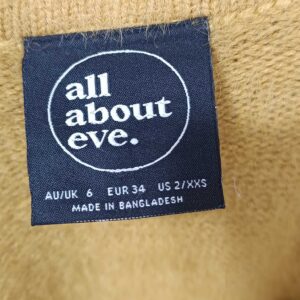 all
about
eve.
AU/UK 6 EUR 34 US 2/XXS
MADE IN BANGLADESH